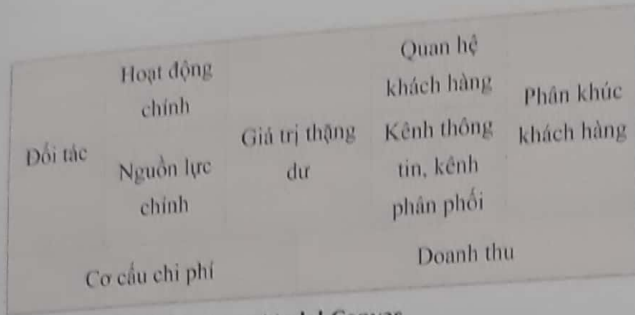 Đối tác
Hoạt động
chính
Nguồn lực
chính
Giá trị thặng
dư
Quan hệ
khách hàng
Kênh thông
tin, kênh
phân phối
Phân khúc
khách hàng
Cơ cấu chi phí
Doanh thu